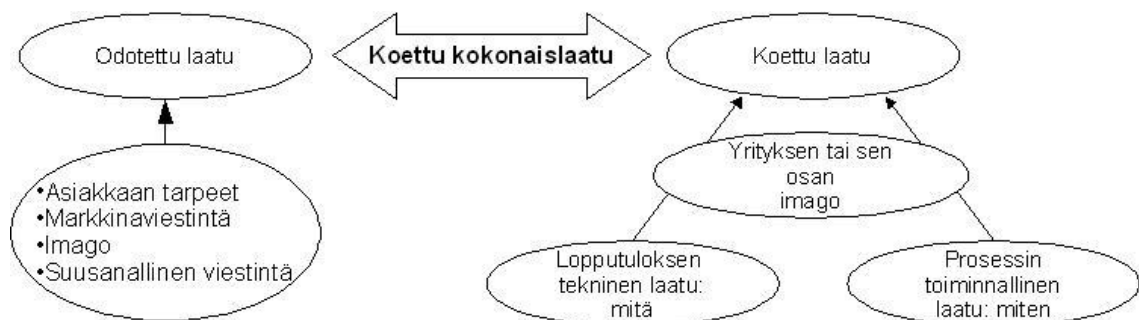 Odotettu laatu
Koettu kokonaislaatu
Koettu laatu
•Asiakkaan tarpeet
•Markkinaviestintä
•Imago
•Suusanallinen viestintä
Yrityksen tai sen
osan
imago
Lopputuloksen
tekninen laatu:
mitä
Prosessin
toiminnallinen
laatu: miten